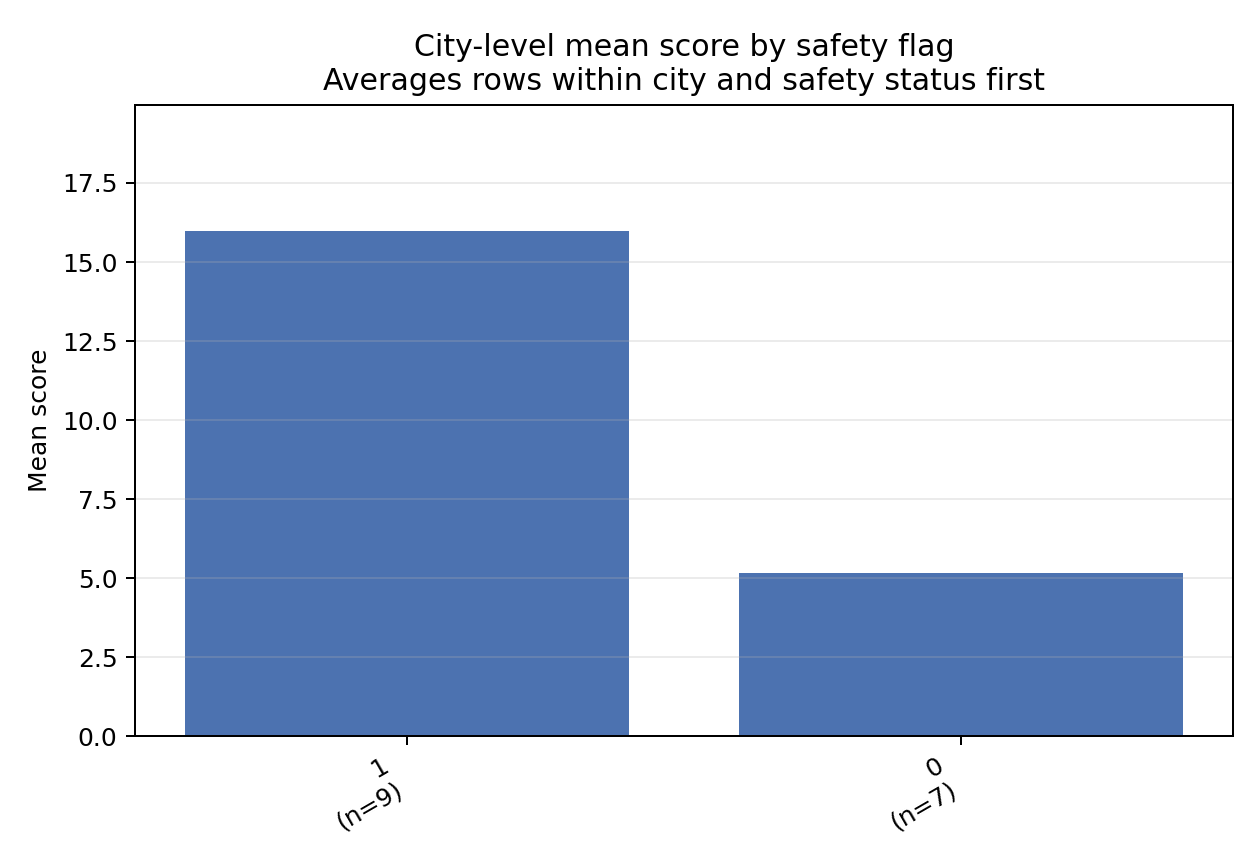 City-level mean score by safety flag
Averages rows within city and safety status first
Mean score
17.5
15.0
12.5
10.0
7.5
5.0
2.5
0.0
1
(n=9)
0
(n=7)